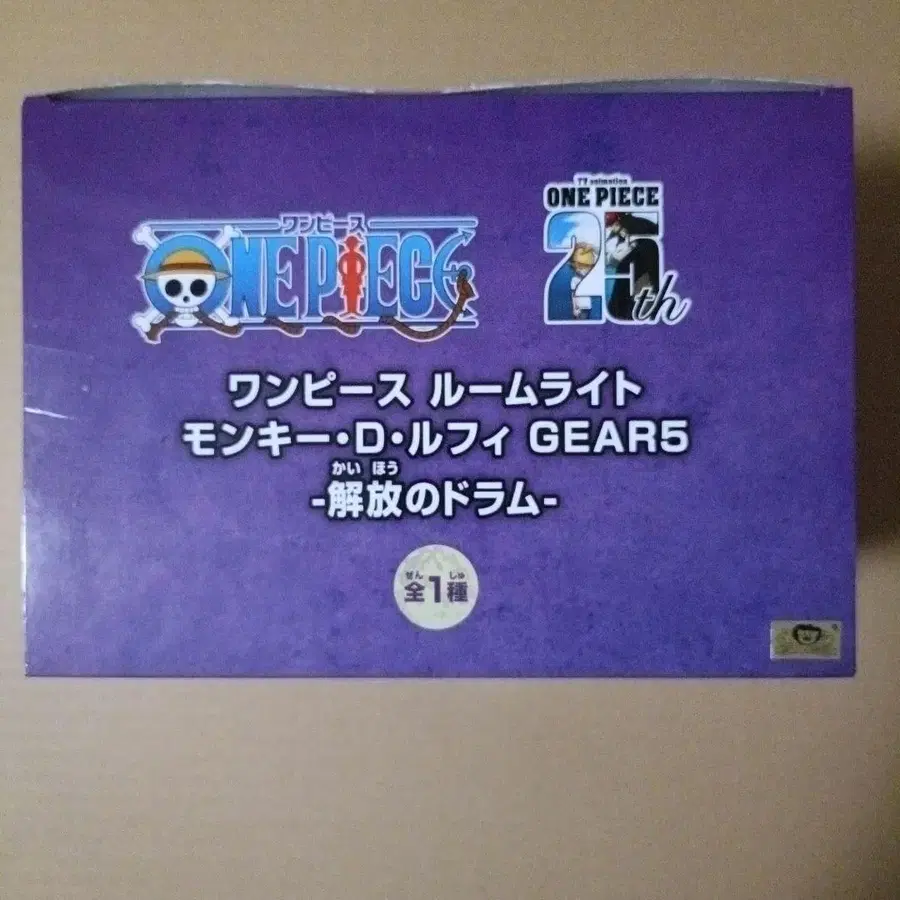 ワンピース
ONE PIECE
TV animation
ONE PIECE
25th
ワンピース ルームライト
モンキー・D・ルフィ GEAR5
かい ほう
-解放のドラム-
ぜん しゅ
全1種